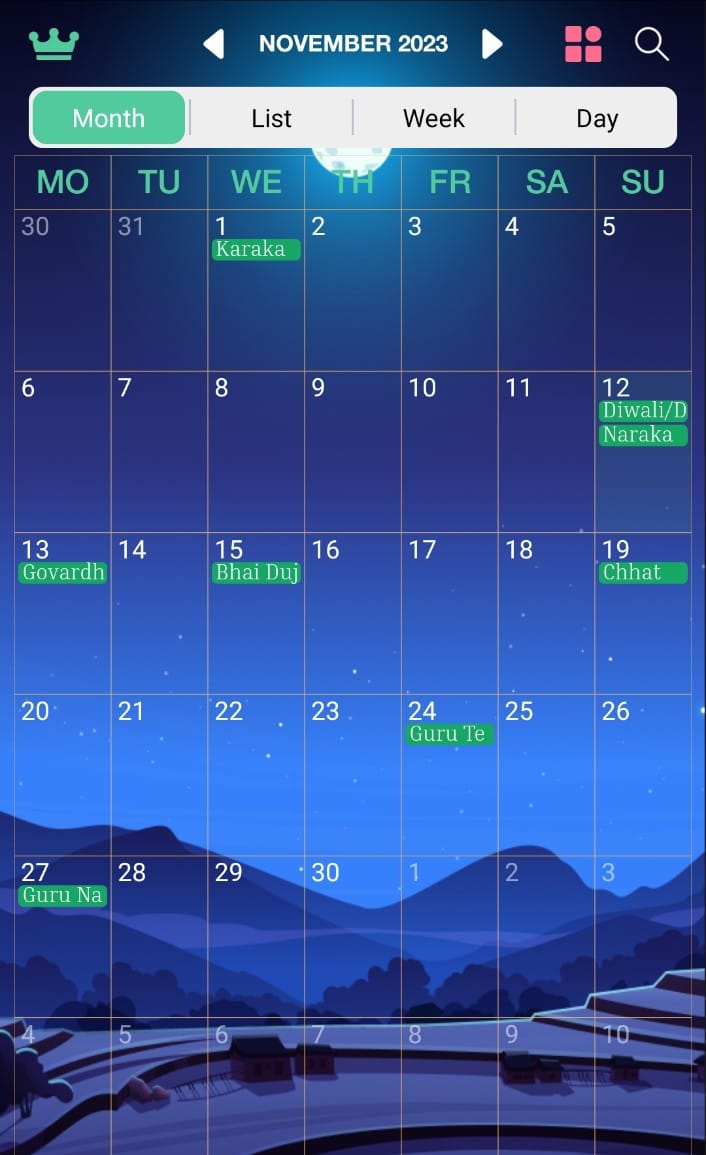 NOVEMBER 2023
Month List Week Day
MO TU WE TH FR SA SU
30 31 1 2 3 4 5
Karaka
6 7 8 9 10 11 12
Diwali/D
Naraka
13 14 15 16 17 18 19
Govardh Bhai Duj Chhat
20 21 22 23 24 25 26
Guru Te
27 28 29 30 1 2 3
Guru Na
4 5 6 7 8 9 10